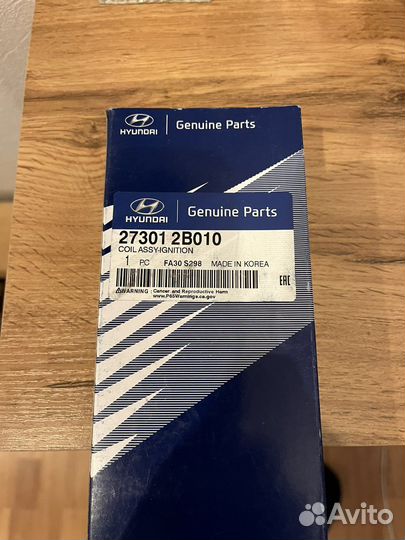 HYUNDAI
Genuine Parts
HYUNDAI
Genuine Parts
27301 2B010
COIL ASSY-IGNITION
1 PC FA30 S298 MADE IN KOREA
EAC
WARNING: Cancer and Reproductive Harm
www.P65Warnings.ca.gov
Avito